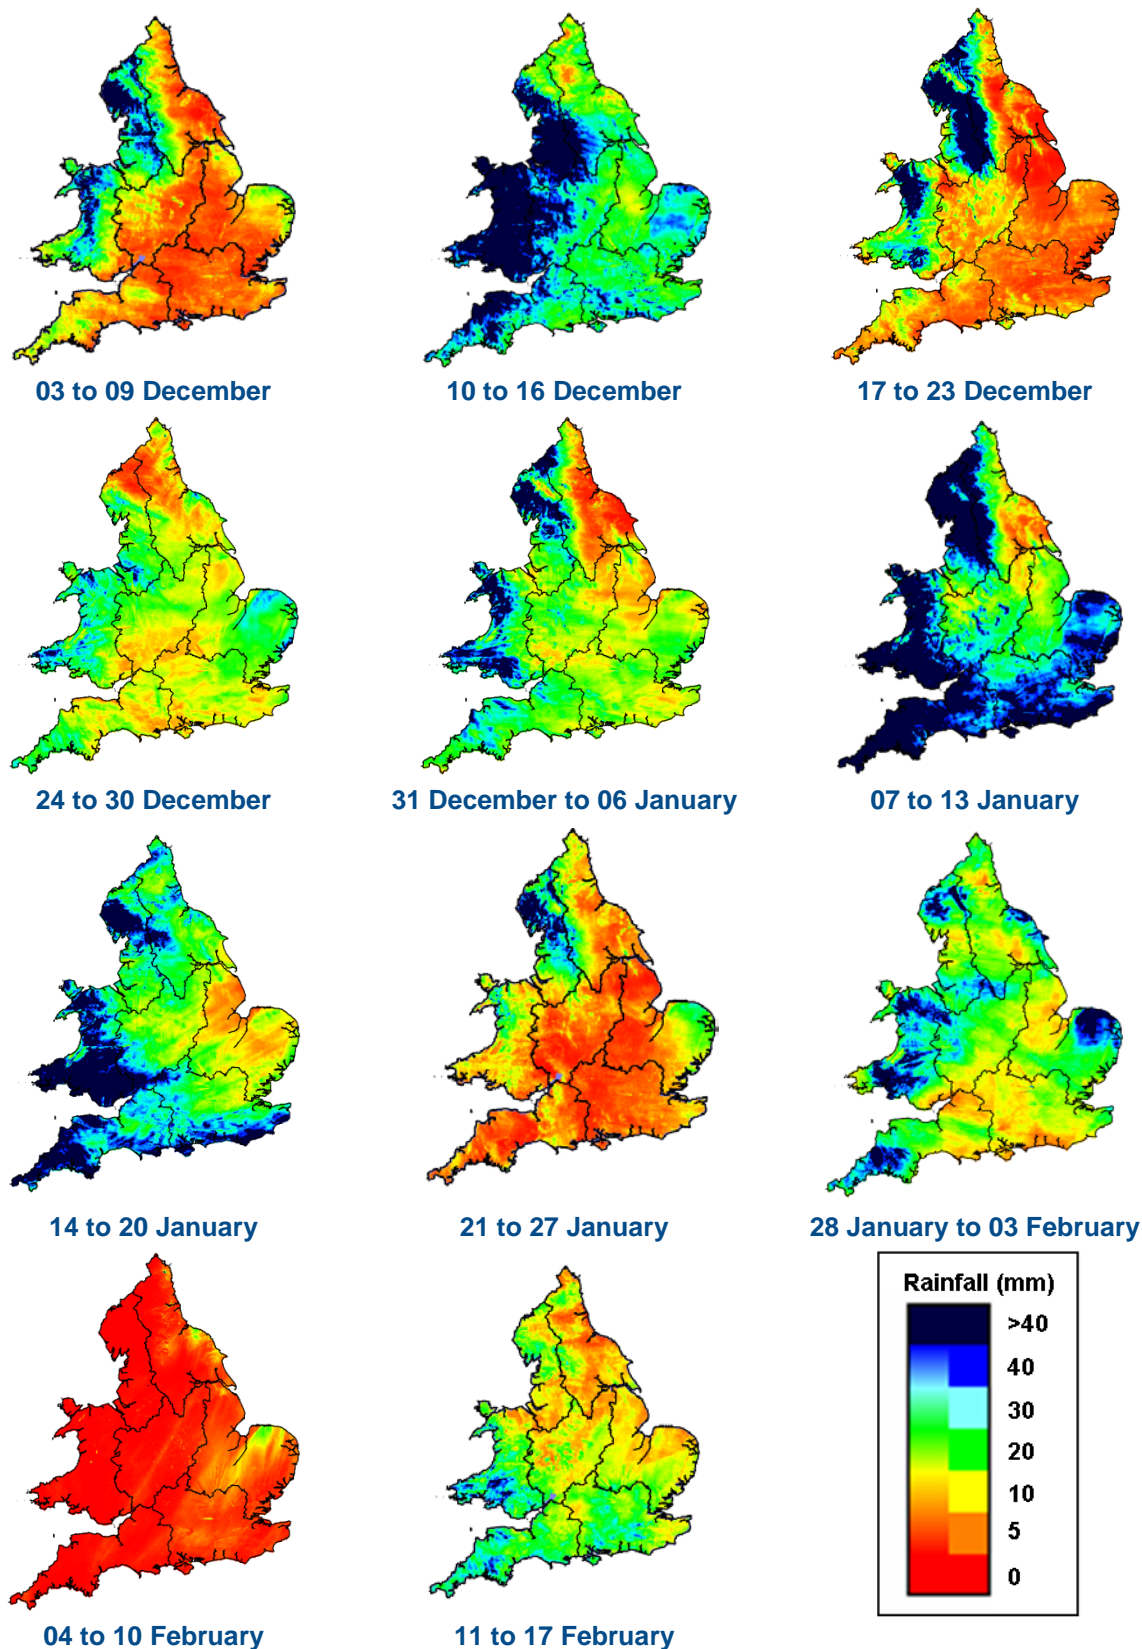 03 to 09 December
10 to 16 December
17 to 23 December
24 to 30 December
31 December to 06 January
07 to 13 January
14 to 20 January
21 to 27 January
28 January to 03 February
Rainfall (mm)
>40
40
30
20
10
5
0
04 to 10 February
11 to 17 February